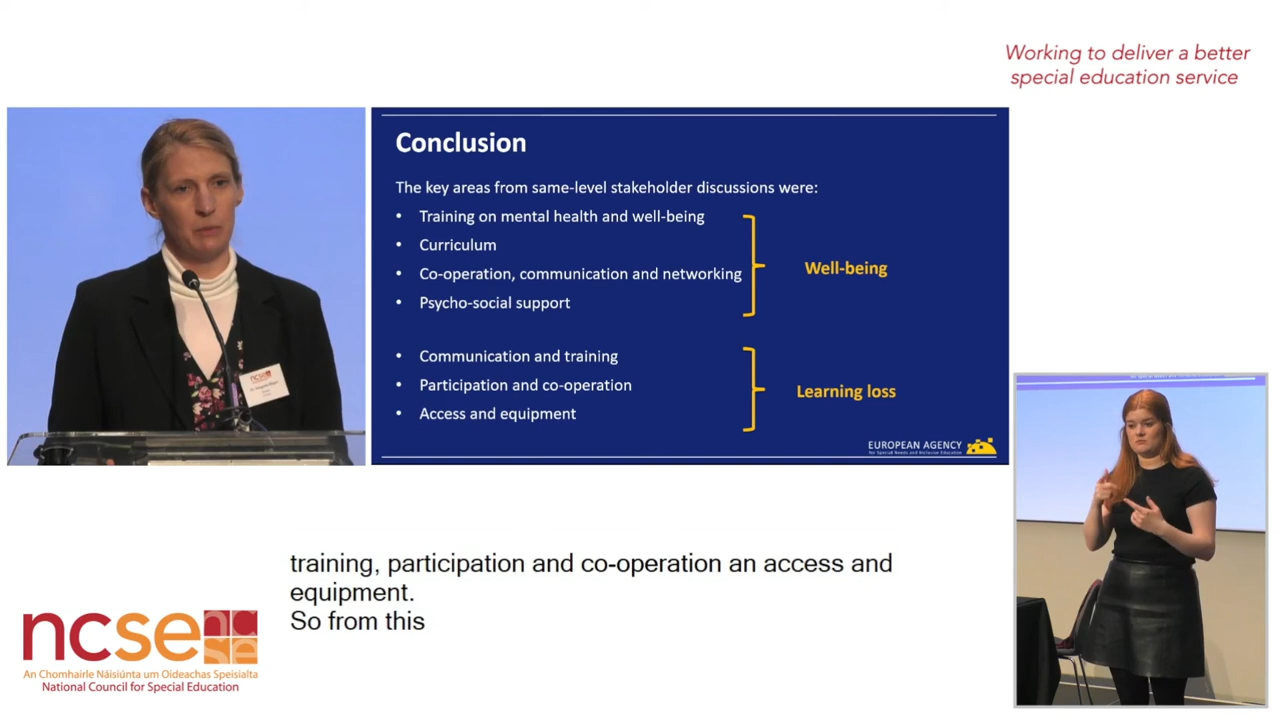 Working to deliver a better
special education service
Conclusion
The key areas from same-level stakeholder discussions were:
• Training on mental health and well-being
• Curriculum
• Co-operation, communication and networking
• Psycho-social support
Well-being
• Communication and training
• Participation and co-operation
• Access and equipment
Learning loss
EUROPEAN AGENCY
for Special Needs and Inclusive Education
training, participation and co-operation an access and
equipment.
So from this
ncse
nc
se
An Chomhairle Náisiúnta um Oideachas Speisialta
National Council for Special Education